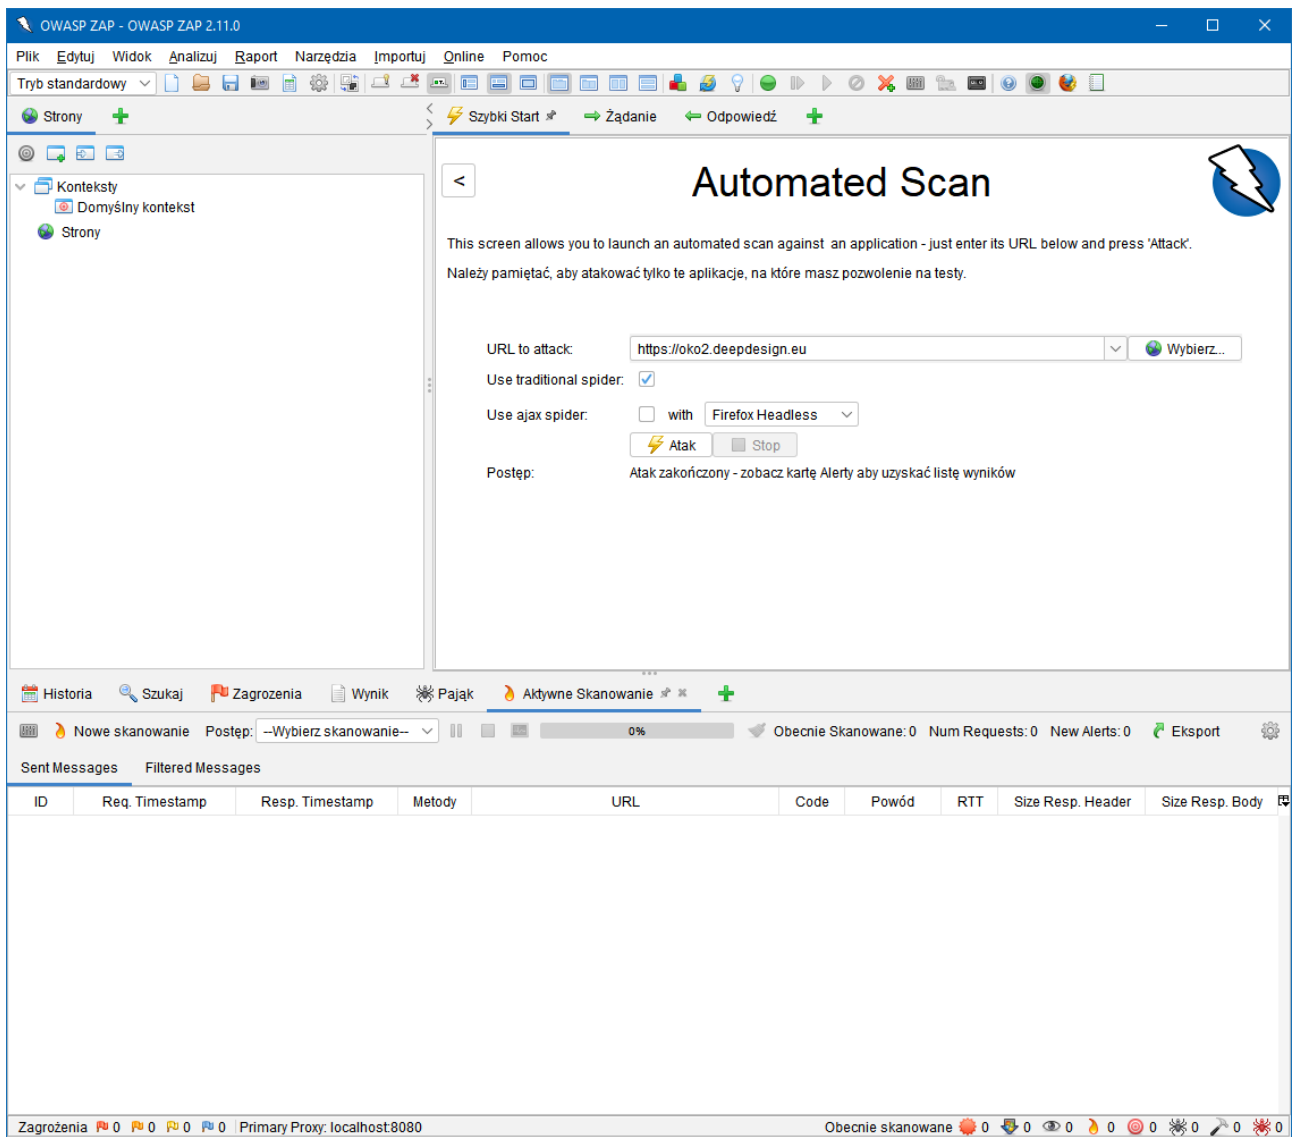 OWASP ZAP - OWASP ZAP 2.11.0
Plik Edytuj Widok Analizuj Raport Narzędzia Importuj Online Pomoc
Tryb standardowy
Strony
Szybki Start Żądanie Odpowiedź
< Automated Scan
Konteksty
Domyślny kontekst
Strony
This screen allows you to launch an automated scan against an application - just enter its URL below and press 'Attack'.
Należy pamiętać, aby atakować tylko te aplikacje, na które masz pozwolenie na testy.
URL to attack: https://oko2.deepdesign.eu Wybierz...
Use traditional spider:
Use ajax spider: with Firefox Headless
Atak Stop
Postęp: Atak zakończony - zobacz kartę Alerty aby uzyskać listę wyników
Historia Szukaj Zagrozenia Wynik Pająk Aktywne Skanowanie
Nowe skanowanie Postęp: --Wybierz skanowanie-- 0% Obecnie Skanowane: 0 Num Requests: 0 New Alerts: 0 Eksport
Sent Messages Filtered Messages
ID Req. Timestamp Resp. Timestamp Metody URL Code Powód RTT Size Resp. Header Size Resp. Body
Zagrożenia 0 0 0 0 Primary Proxy: localhost:8080 Obecnie skanowane 0 0 0 0 0 0 0 0